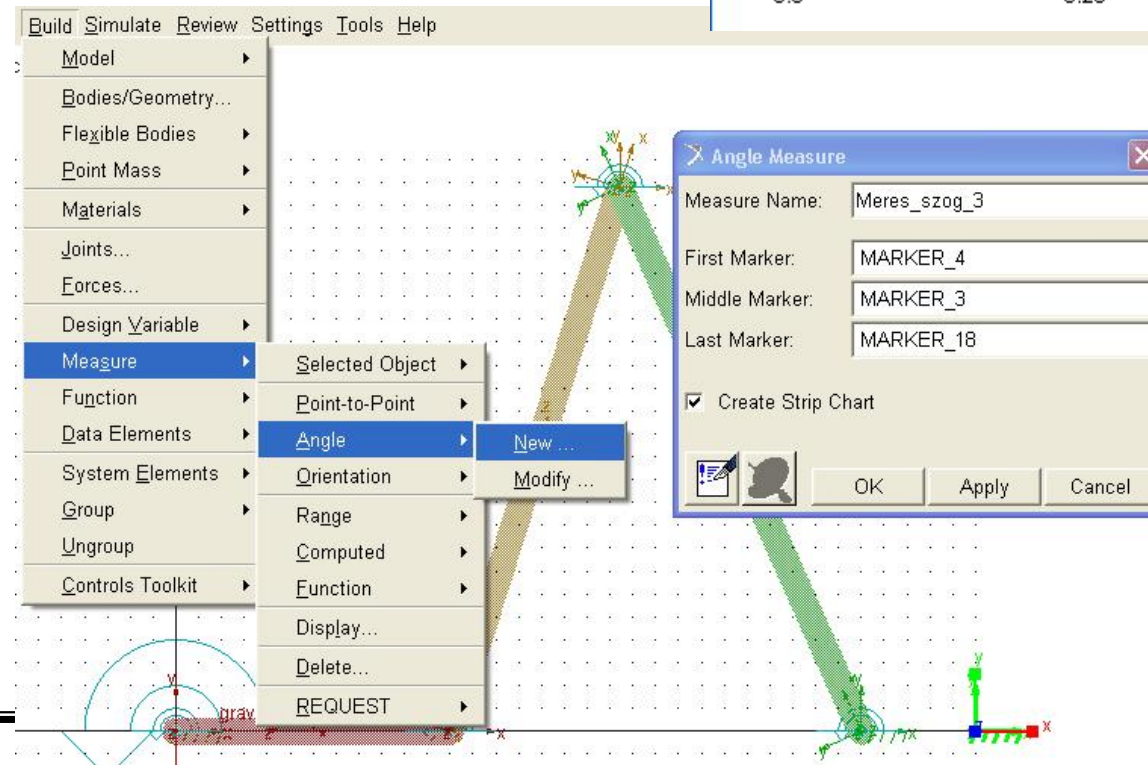 Build Simulate Review Settings Tools Help
Model
Bodies/Geometry...
Flexible Bodies
Point Mass
Materials
Joints...
Forces...
Design Variable
Measure
Function
Data Elements
System Elements
Group
Ungroup
Controls Toolkit
Selected Object
Point-to-Point
Angle
Orientation
Range
Computed
Function
Display...
Delete...
REQUEST
New ...
Modify ...
Angle Measure
Measure Name: Meres_szog_3
First Marker: MARKER_4
Middle Marker: MARKER_3
Last Marker: MARKER_18
Create Strip Chart
OK Apply Cancel
grav
y
x